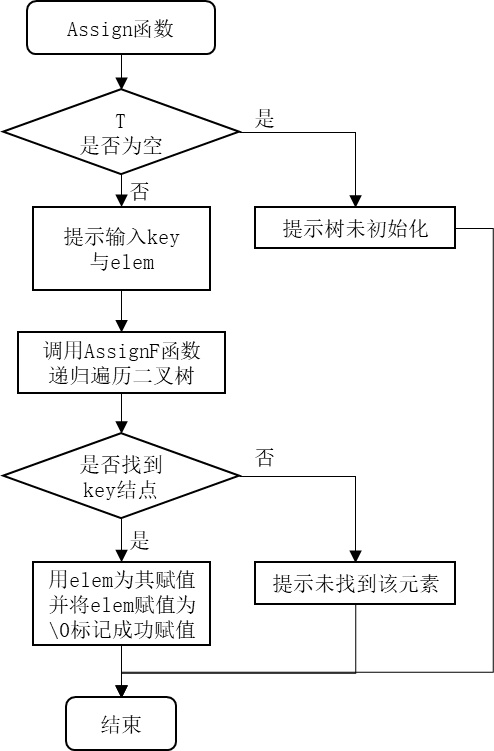 Assign函数
T
是否为空
是
否
提示输入key
与elem
提示树未初始化
调用AssignF函数
递归遍历二叉树
是否找到
key结点
否
是
用elem为其赋值
并将elem赋值为
\0标记成功赋值
提示未找到该元素
结束